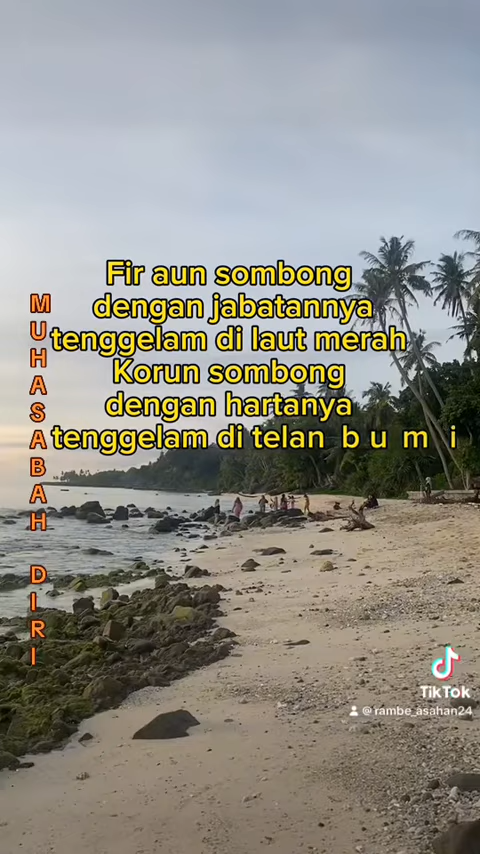 Fir aun sombong
dengan jabatannya
tenggelam di laut merah
Korun sombong
dengan hartanya
tenggelam di telan b u m i
MUHASABAH DIRI
TikTok
@rambe_asahan24